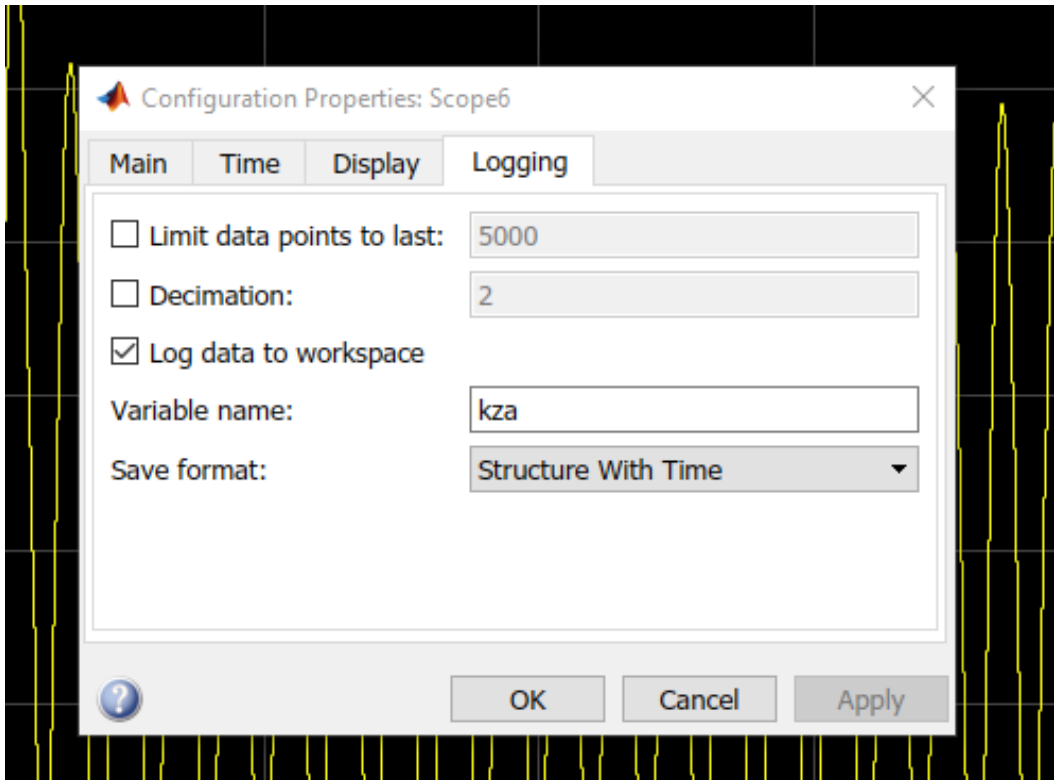 Configuration Properties: Scope6
Main Time Display Logging
Limit data points to last: 5000
Decimation: 2
Log data to workspace
Variable name: kza
Save format: Structure With Time
? OK Cancel Apply